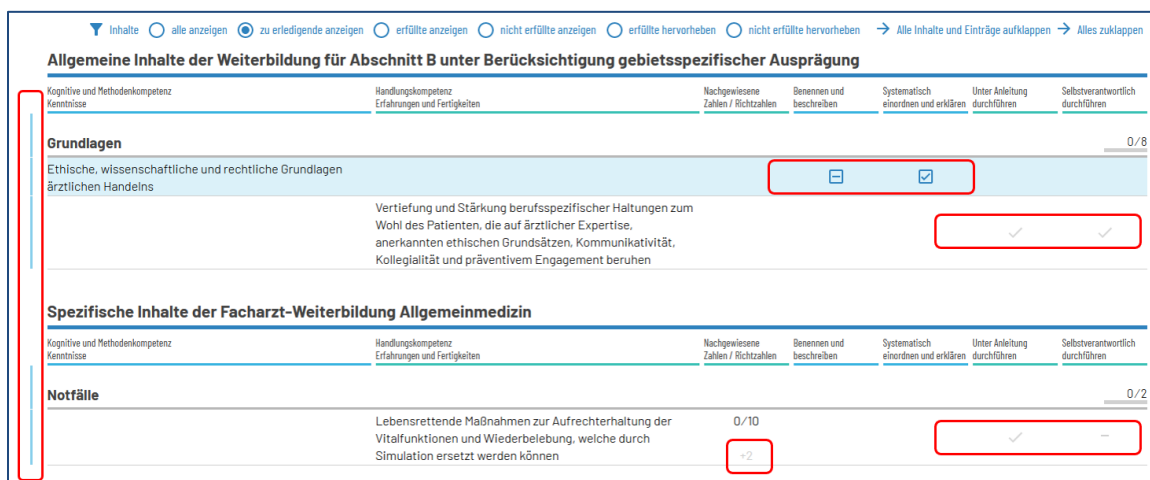 Inhalte alle anzeigen zu erledigende anzeigen erfüllte anzeigen nicht erfüllte anzeigen erfüllte hervorheben nicht erfüllte hervorheben → Alle Inhalte und Einträge aufklappen → Alles zuklappen
Allgemeine Inhalte der Weiterbildung für Abschnitt B unter Berücksichtigung gebietsspezifischer Ausprägung
Kognitive und Methodenkompetenz Handlungskompetenz Nachgewiesene Benennen und Systematisch Unter Anleitung Selbstverantwortlich
Kenntnisse Erfahrungen und Fertigkeiten Zahlen / Richtzahlen beschreiben einordnen und erklären durchführen durchführen
Grundlagen 0/8
Ethische, wissenschaftliche und rechtliche Grundlagen
ärztlichen Handelns
Vertiefung und Stärkung berufsspezifischer Haltungen zum
Wohl des Patienten, die auf ärztlicher Expertise,
anerkannten ethischen Grundsätzen, Kommunikativität,
Kollegialität und präventivem Engagement beruhen
Spezifische Inhalte der Facharzt-Weiterbildung Allgemeinmedizin
Kognitive und Methodenkompetenz Handlungskompetenz Nachgewiesene Benennen und Systematisch Unter Anleitung Selbstverantwortlich
Kenntnisse Erfahrungen und Fertigkeiten Zahlen / Richtzahlen beschreiben einordnen und erklären durchführen durchführen
Notfälle 0/2
Lebensrettende Maßnahmen zur Aufrechterhaltung der 0/10
Vitalfunktionen und Wiederbelebung, welche durch
Simulation ersetzt werden können +2